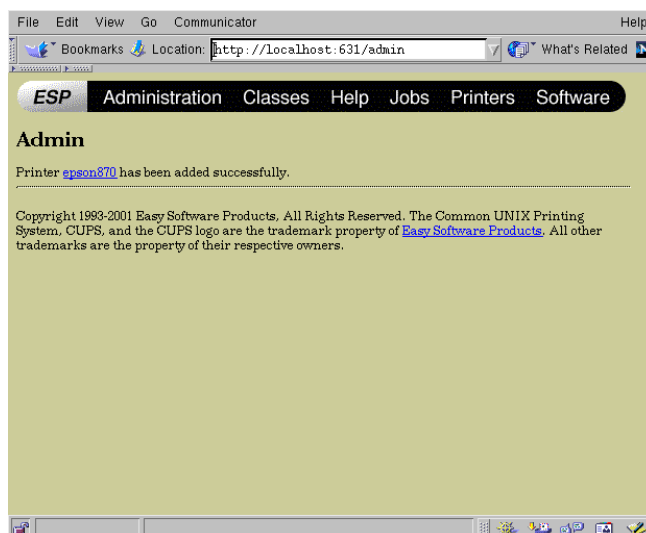 File Edit View Go Communicator Help
Bookmarks Location: http://localhost:631/admin What's Related
ESP Administration Classes Help Jobs Printers Software
Admin
Printer epson870 has been added successfully.
Copyright 1993-2001 Easy Software Products, All Rights Reserved. The Common UNIX Printing
System, CUPS, and the CUPS logo are the trademark property of Easy Software Products. All other
trademarks are the property of their respective owners.